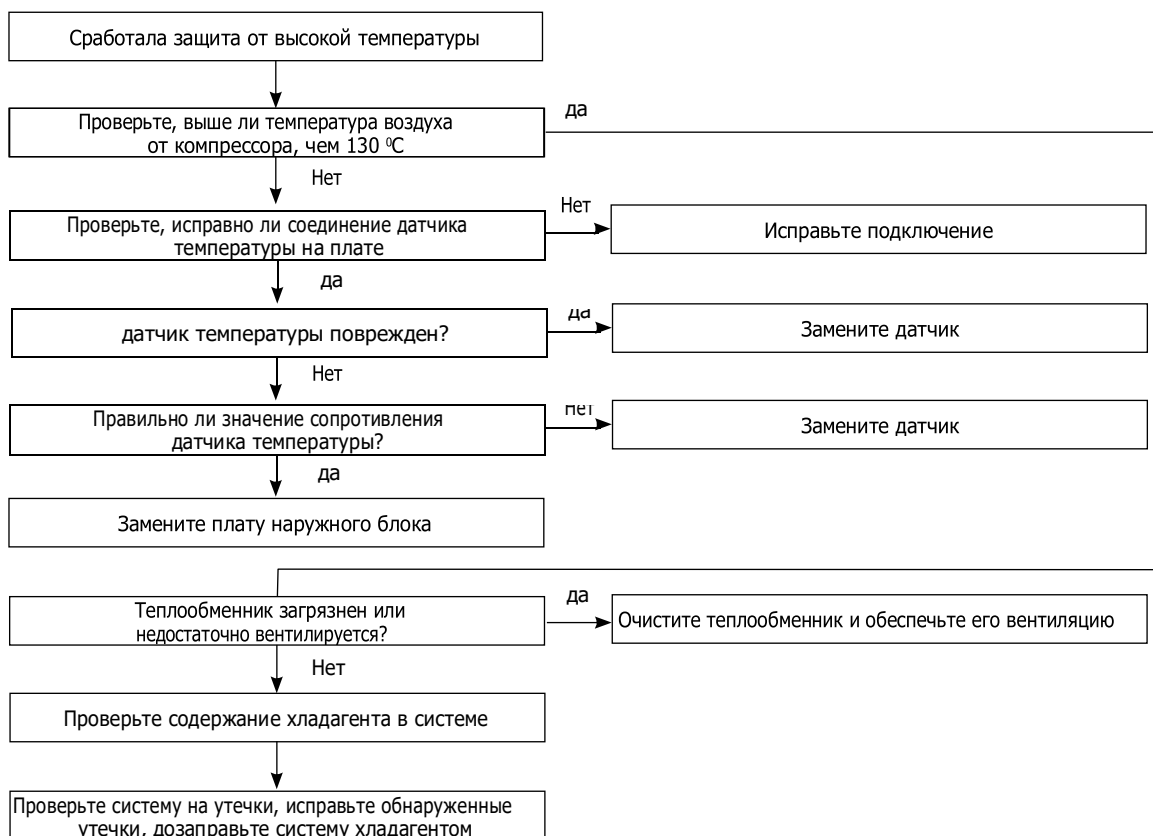 Сработала защита от высокой температуры
Проверьте, выше ли температура воздуха
от компрессора, чем 130 ⁰C
да
Нет
Проверьте, исправно ли соединение датчика
температуры на плате
Нет
Исправьте подключение
да
датчик температуры поврежден?
да
Замените датчик
Нет
Правильно ли значение сопротивления
датчика температуры?
Нет
Замените датчик
да
Замените плату наружного блока
Теплообменник загрязнен или
недостаточно вентилируется?
да
Очистите теплообменник и обеспечьте его вентиляцию
Нет
Проверьте содержание хладагента в системе
Проверьте систему на утечки, исправьте обнаруженные
утечки, дозаправьте систему хладагентом